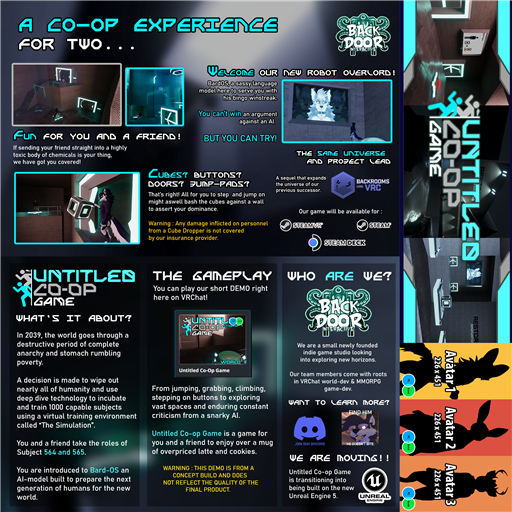 A CO-OP EXPERIENCE
FOR TWO...
BACK
DOOR
FUN FOR YOU AND A FRIEND!
If sending your friend straight into a highly
toxic body of chemicals is your thing,
we have got you covered!
WELCOME OUR NEW ROBOT OVERLORD!
BardOS, a sassy language
model here to serve you with
his bingo winstreak.
You can't win an argument
against an AI.
BUT YOU CAN TRY!
CUBES? BUTTONS?
DOORS? JUMP-PADS?
That's right! All for you to step and jump on
might aswell bash the cubes against a wall
to assert your dominance.
Warning : Any damage inflicted on personnel
from a Cube Dropper is not covered
by our insurance provider.
THE SAME UNIVERSE
AND PROJECT LEAD
A sequel that expands
the universe of our
previous successor.
BACKROOMS
VRC
Our game will be available for :
STEAMVR
STEAM
STEAM DECK
UNTITLED
CO-OP
GAME
WHAT'S IT ABOUT?
In 2039, the world goes through a
destructive period of complete
anarchy and stomach rumbling
poverty.
A decision is made to wipe out
nearly all of humanity and use
deep dive technology to incubate
and train 1000 capable subjects
using a virtual training environment
called "The Simulation".
You and a friend take the roles of
Subject 564 and 565.
You are introduced to Bard-OS an
AI-model built to prepare the next
generation of humans for the new
world.
THE GAMEPLAY
You can play our short DEMO right
here on VRChat!
UNTITLED
CO-OP
GAME
Untitled Co-op Game
From jumping, grabbing, climbing,
stepping on buttons to exploring
vast spaces and enduring constant
criticism from a snarky AI.
Untitled co-op Game is a game for
you and a friend to enjoy over a mug
of overpriced latte and cookies.
WARNING : THIS DEMO IS FROM A
CONCEPT BUILD AND DOES
NOT REFLECT THE QUALITY OF THE
FINAL PRODUCT.
WHO ARE WE?
BACK
DOOR
We are a small newly founded
indie game studio looking
into exploring new horizons.
Our team members come with roots
in VRChat world-dev & MMORPG
game-dev.
WANT TO LEARN MORE?
FIND HIM
WE ARE MOVING!!
Untitled Co-op Game
is transitioning into
being built on the new
Unreal Engine 5.
UNREAL
ENGINE
UNTITLED
CO-OP
GAME
Avatar 1
226 x 451
Avatar 2
226 x 451
Avatar 3
226 x 451